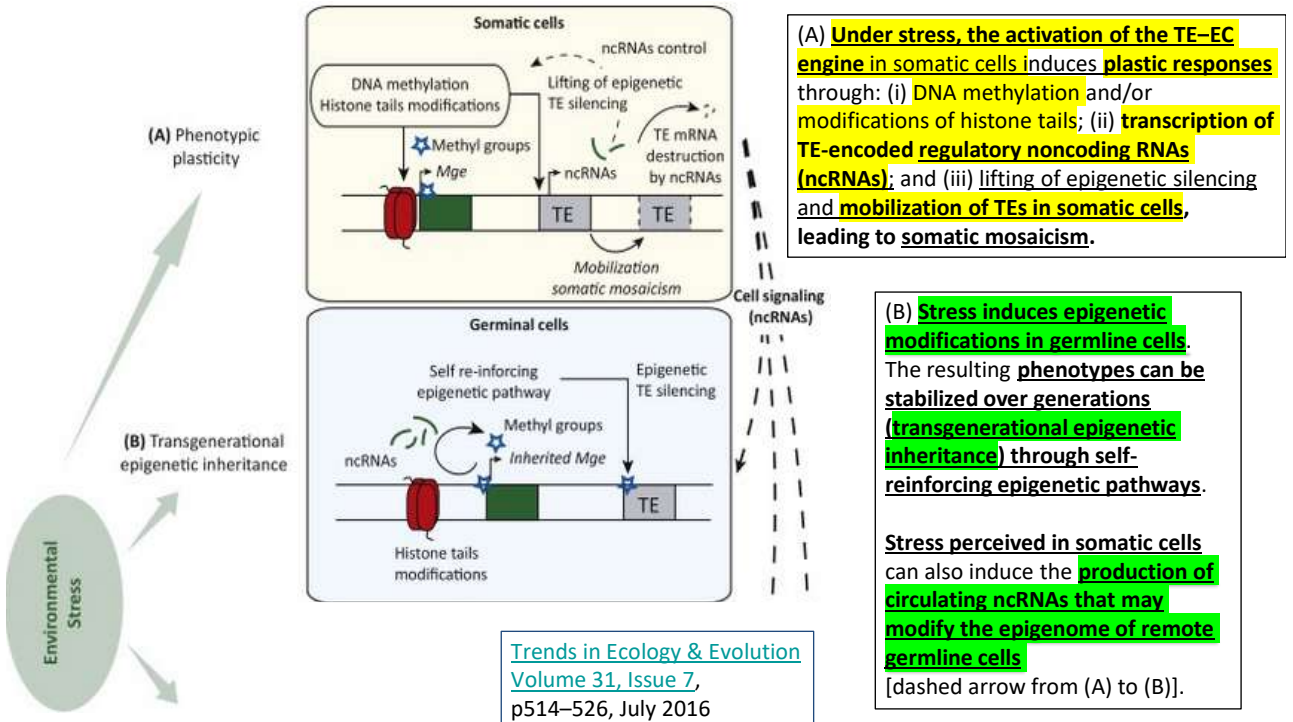 Somatic cells
ncRNAs control
DNA methylation
Histone tails modifications
Lifting of epigenetic
TE silencing
TE mRNA
destruction
by ncRNAs
Methyl groups
Mge
ncRNAs
TE
TE
Mobilization
somatic mosaicism
(A) Phenotypic
plasticity
Cell signaling
(ncRNAs)
Germinal cells
Self re-inforcing
epigenetic pathway
Epigenetic
TE silencing
Methyl groups
ncRNAs
Inherited Mge
TE
Histone tails
modifications
(B) Transgenerational
epigenetic inheritance
Environmental
Stress
(A) Under stress, the activation of the TE–EC
engine in somatic cells induces plastic responses
through: (i) DNA methylation and/or
modifications of histone tails; (ii) transcription of
TE-encoded regulatory noncoding RNAs
(ncRNAs); and (iii) lifting of epigenetic silencing
and mobilization of TEs in somatic cells,
leading to somatic mosaicism.
(B) Stress induces epigenetic
modifications in germline cells.
The resulting phenotypes can be
stabilized over generations
(transgenerational epigenetic
inheritance) through self-
reinforcing epigenetic pathways.
Stress perceived in somatic cells
can also induce the production of
circulating ncRNAs that may
modify the epigenome of remote
germline cells
[dashed arrow from (A) to (B)].
Trends in Ecology & Evolution
Volume 31, Issue 7,
p514–526, July 2016